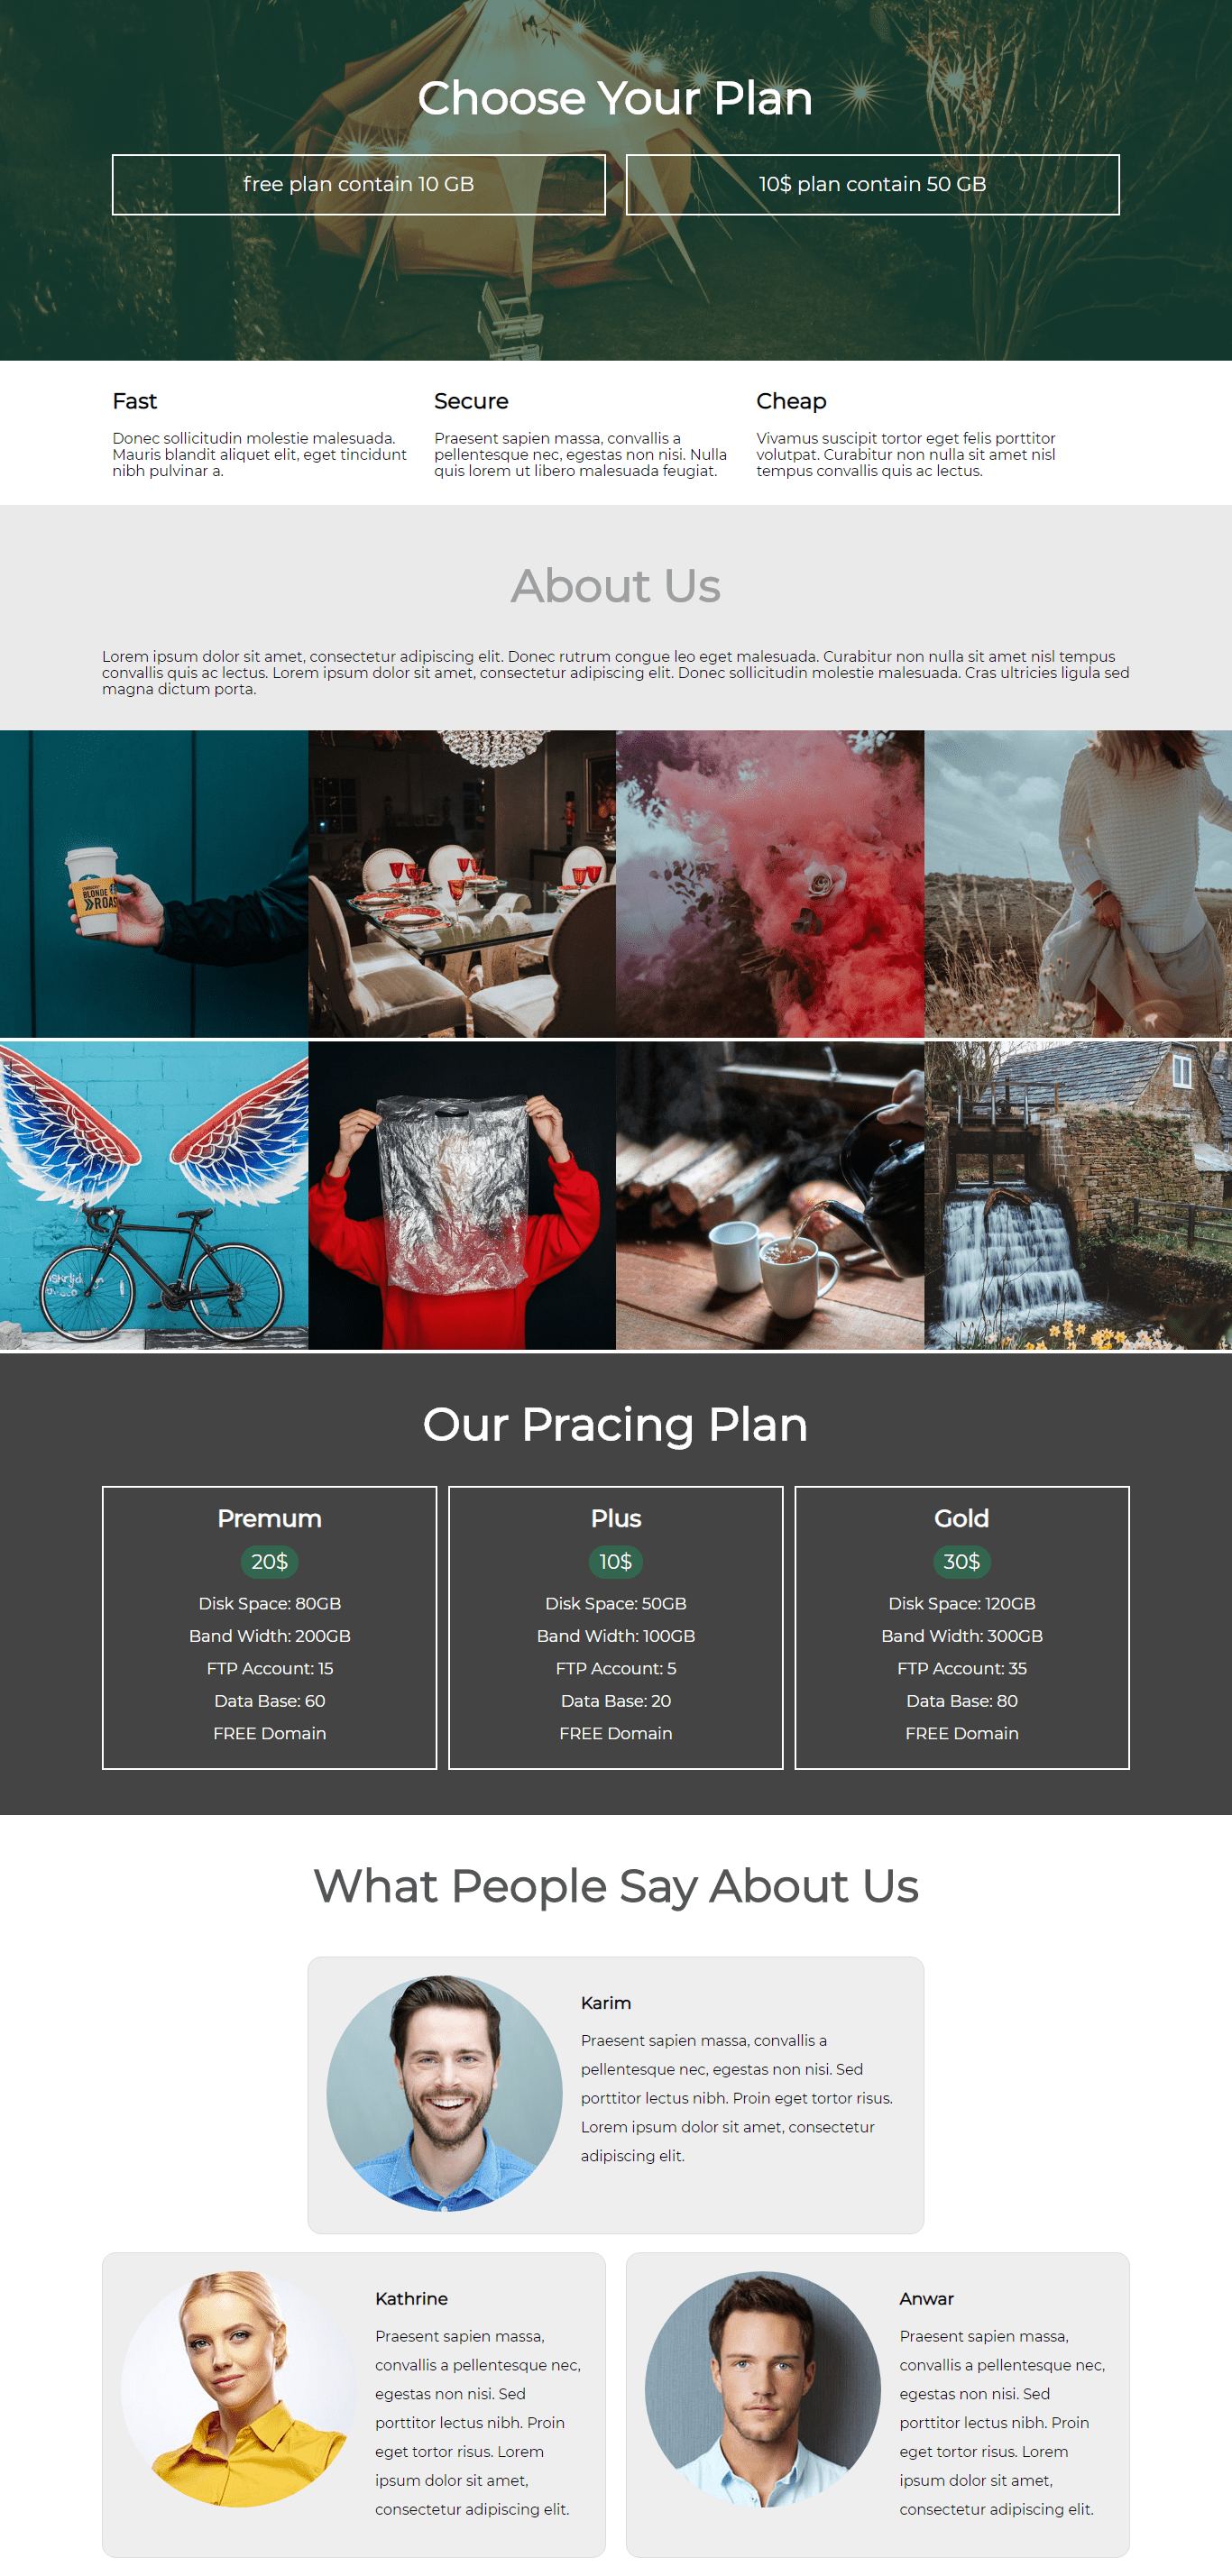 Choose Your Plan
free plan contain 10 GB
10$ plan contain 50 GB
Fast
Donec sollicitudin molestie malesuada.
Mauris blandit aliquet elit, eget tincidunt
nibh pulvinar a.
Secure
Praesent sapien massa, convallis a
pellentesque nec, egestas non nisi. Nulla
quis lorem ut libero malesuada feugiat.
Cheap
Vivamus suscipit tortor eget felis porttitor
volutpat. Curabitur non nulla sit amet nisl
tempus convallis quis ac lectus.
About Us
Lorem ipsum dolor sit amet, consectetur adipiscing elit. Donec rutrum congue leo eget malesuada. Curabitur non nulla sit amet nisl tempus
convallis quis ac lectus. Lorem ipsum dolor sit amet, consectetur adipiscing elit. Donec sollicitudin molestie malesuada. Cras ultricies ligula sed
magna dictum porta.
BLONDE
ROAS
Our Pracing Plan
Premum
20$
Disk Space: 80GB
Band Width: 200GB
FTP Account: 15
Data Base: 60
FREE Domain
Plus
10$
Disk Space: 50GB
Band Width: 100GB
FTP Account: 5
Data Base: 20
FREE Domain
Gold
30$
Disk Space: 120GB
Band Width: 300GB
FTP Account: 35
Data Base: 80
FREE Domain
What People Say About Us
Karim
Praesent sapien massa, convallis a
pellentesque nec, egestas non nisi. Sed
porttitor lectus nibh. Proin eget tortor risus.
Lorem ipsum dolor sit amet, consectetur
adipiscing elit.
Kathrine
Praesent sapien massa,
convallis a pellentesque nec,
egestas non nisi. Sed
porttitor lectus nibh. Proin
eget tortor risus. Lorem
ipsum dolor sit amet,
consectetur adipiscing elit.
Anwar
Praesent sapien massa,
convallis a pellentesque nec,
egestas non nisi. Sed
porttitor lectus nibh. Proin
eget tortor risus. Lorem
ipsum dolor sit amet,
consectetur adipiscing elit.